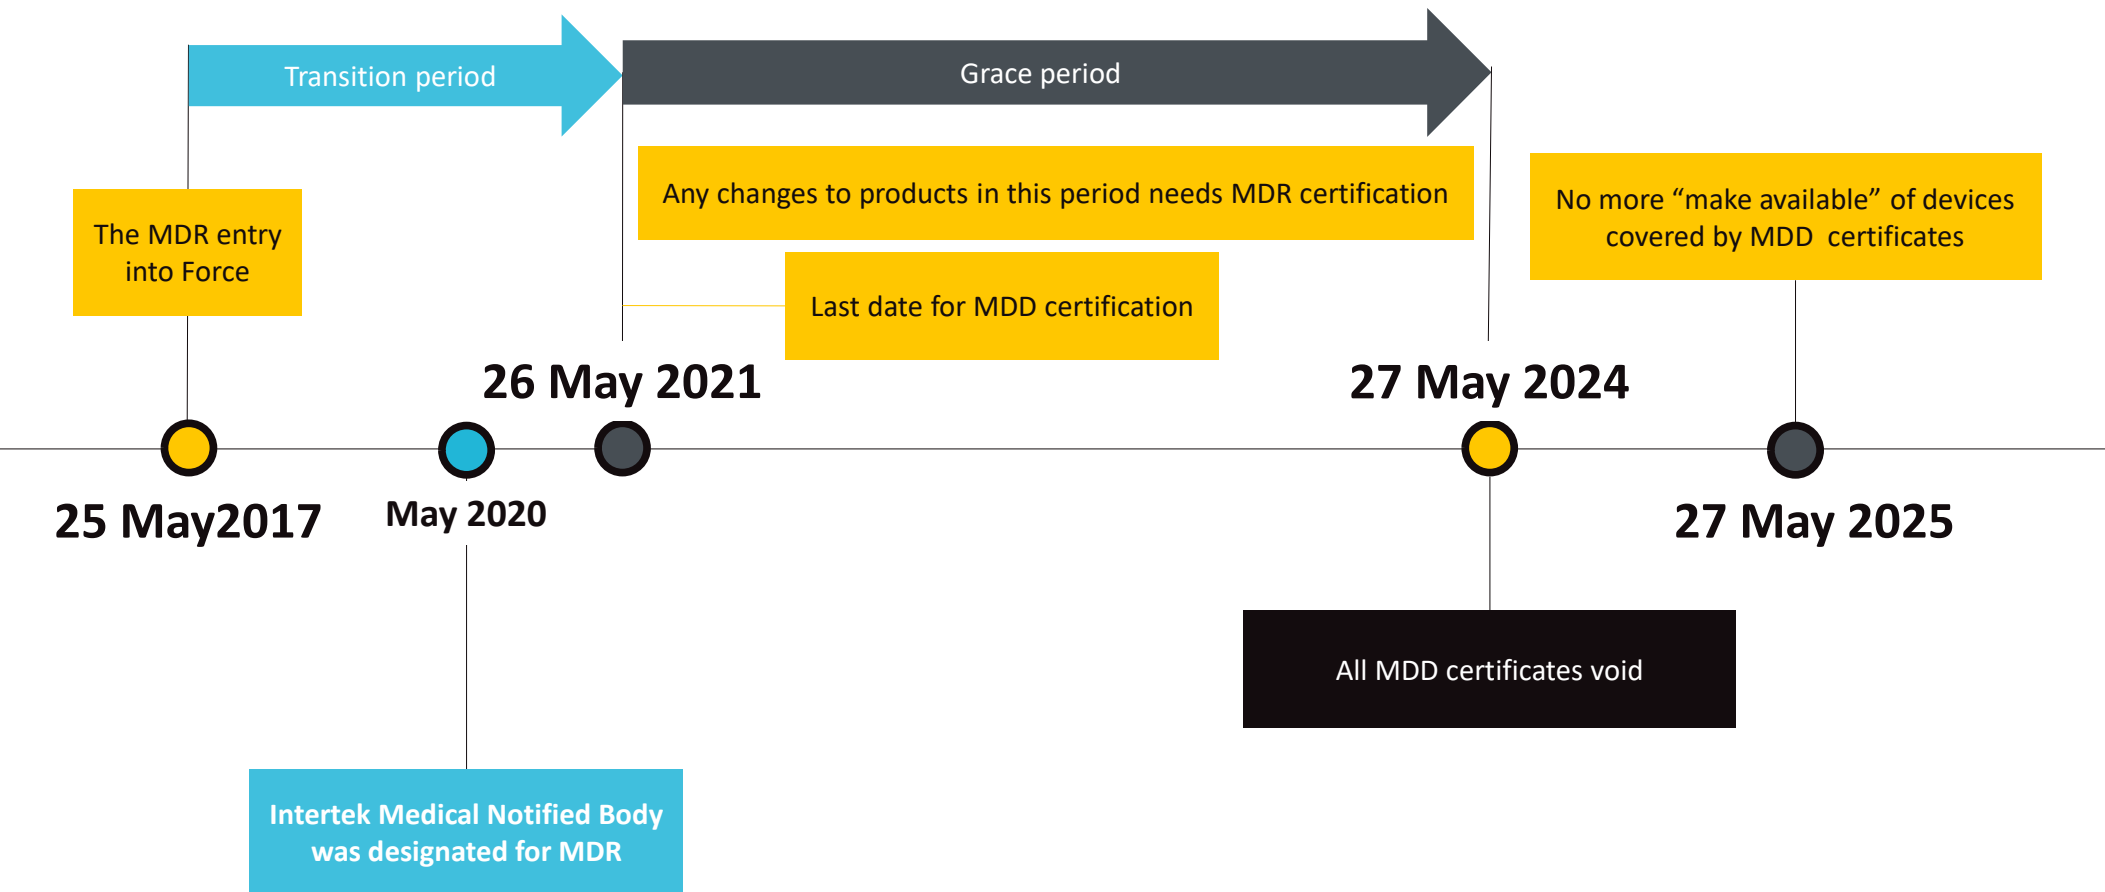 Transition period
Grace period
Any changes to products in this period needs MDR certification
No more “make available” of devices
covered by MDD certificates
The MDR entry
into Force
Last date for MDD certification
26 May 2021
27 May 2024
25 May2017
May 2020
27 May 2025
All MDD certificates void
Intertek Medical Notified Body
was designated for MDR